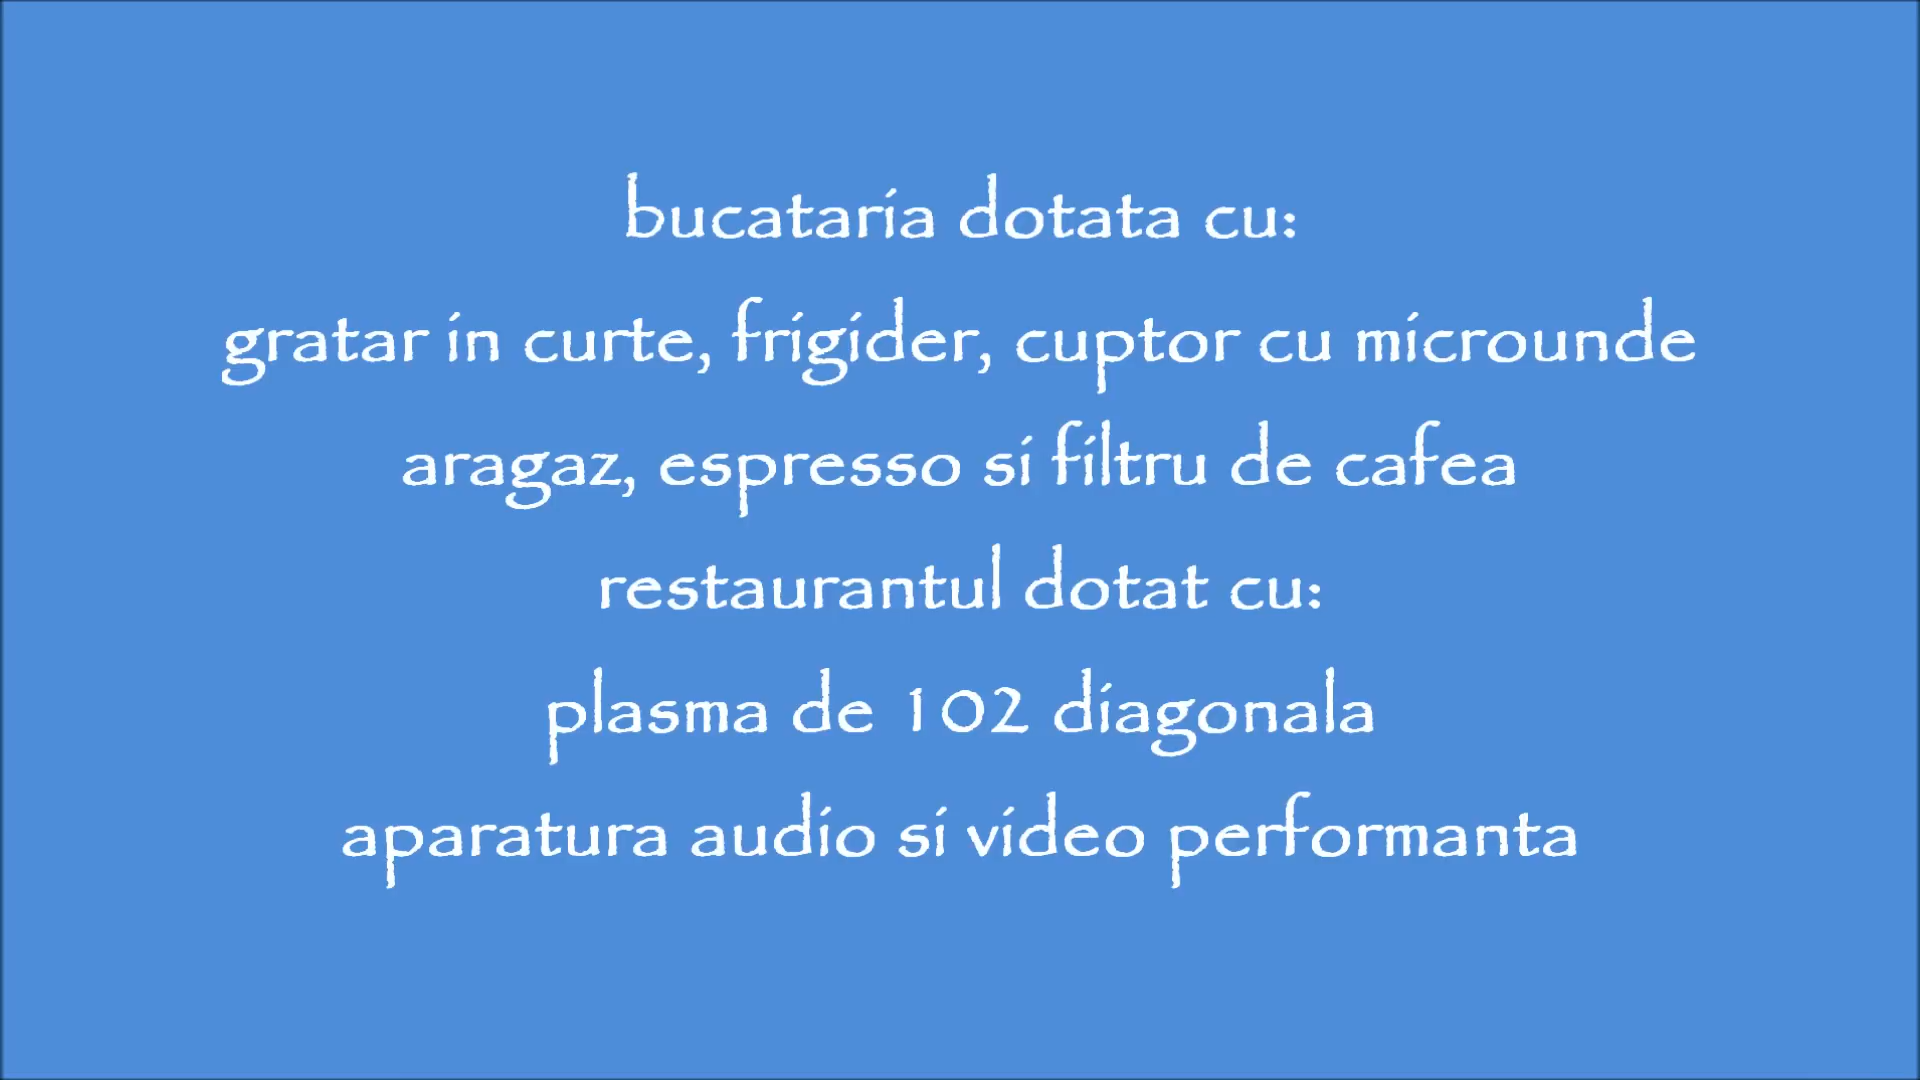 bucataria dotata cu:
gratar in curte, frigider, cuptor cu microunde
aragaz, espresso si filtru de cafea
restaurantul dotat cu:
plasma de 102 diagonala
aparatura audio si video performanta